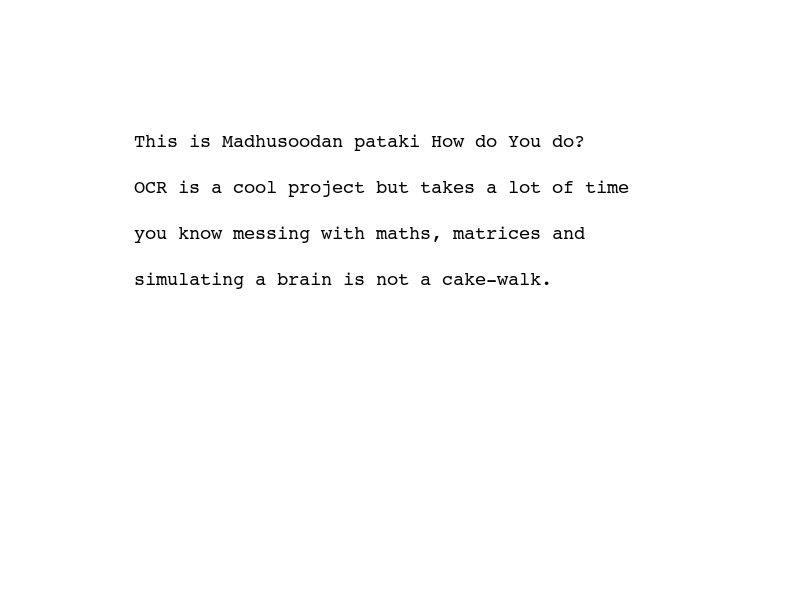 This is Madhusoodan pataki How do You do?
OCR is a cool project but takes a lot of time
you know messing with maths, matrices and
simulating a brain is not a cake-walk.